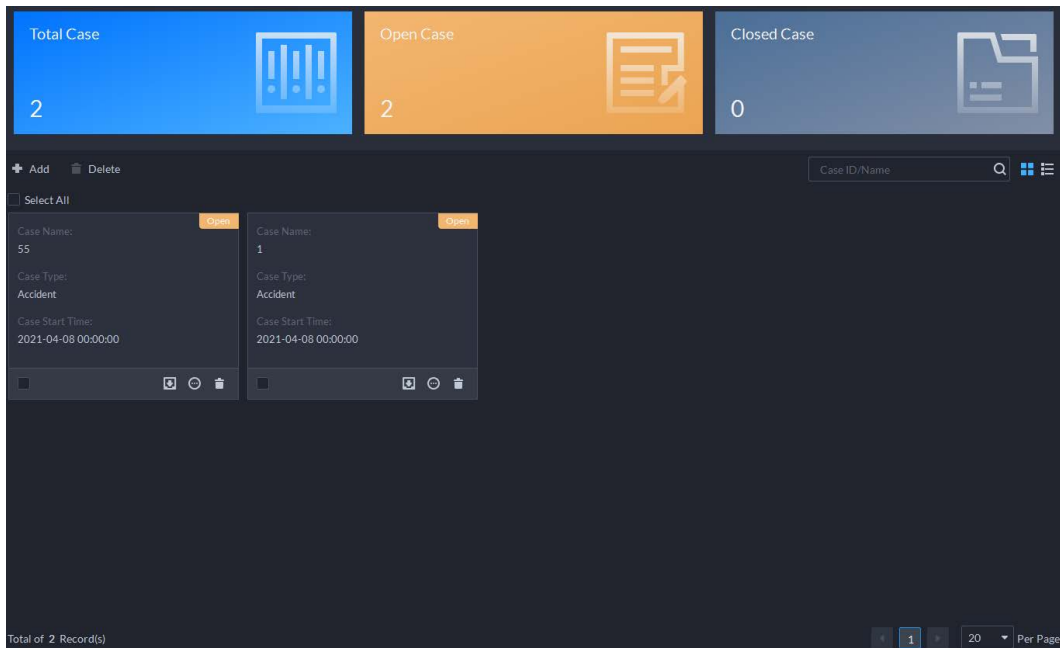 Total Case
Open Case
Closed Case
2
2
0
Add
Delete
Case ID/Name
Select All
Open
Case Name:
55
Case Type:
Accident
Case Start Time:
2021-04-08 00:00:00
Open
Case Name:
1
Case Type:
Accident
Case Start Time:
2021-04-08 00:00:00
Total of 2 Record(s)
1
20
Per Page